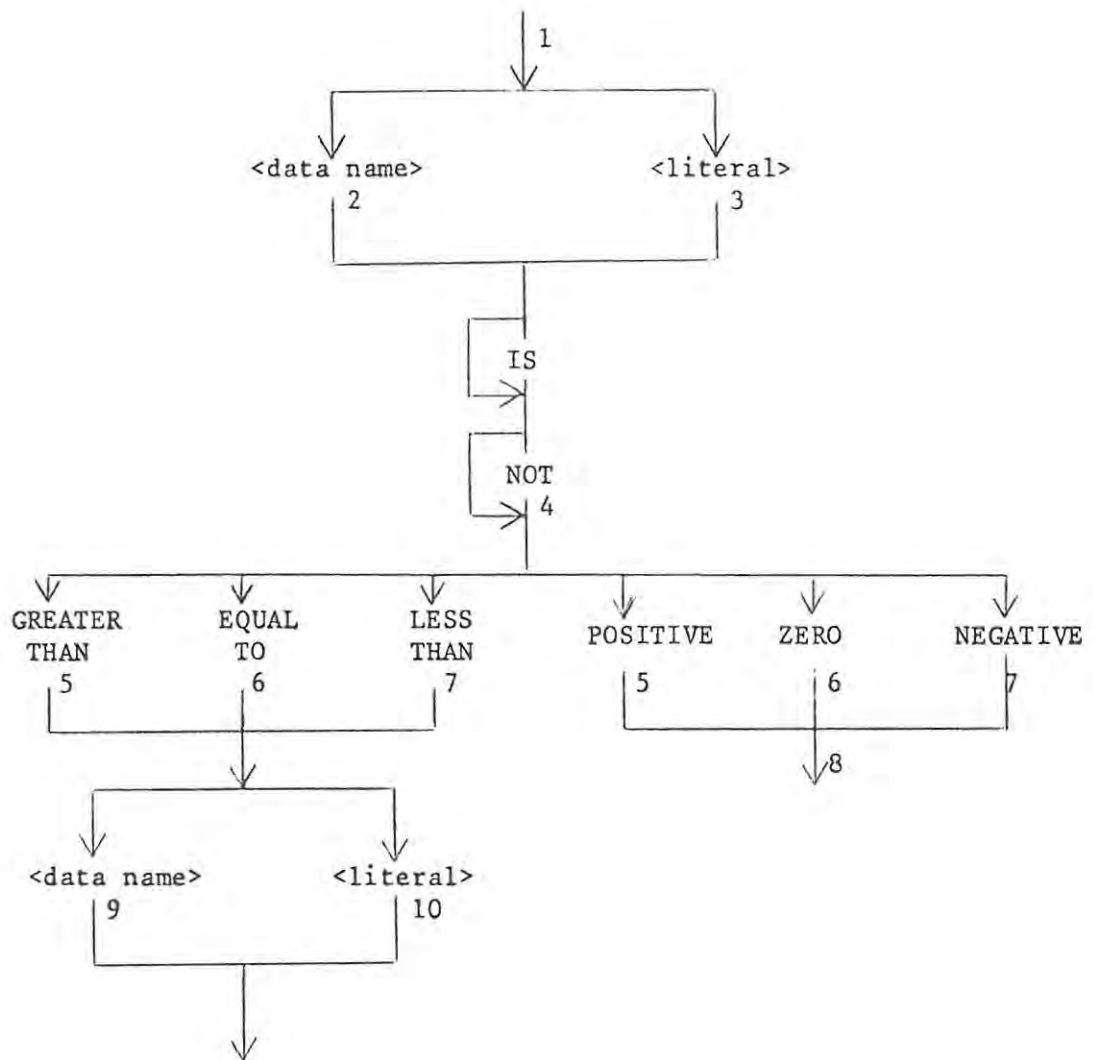 1
<data name> <literal>
2 3
IS
NOT
4
GREATER EQUAL LESS POSITIVE ZERO NEGATIVE
THAN TO THAN
5 6 7 5 6 7
8
<data name> <literal>
9 10